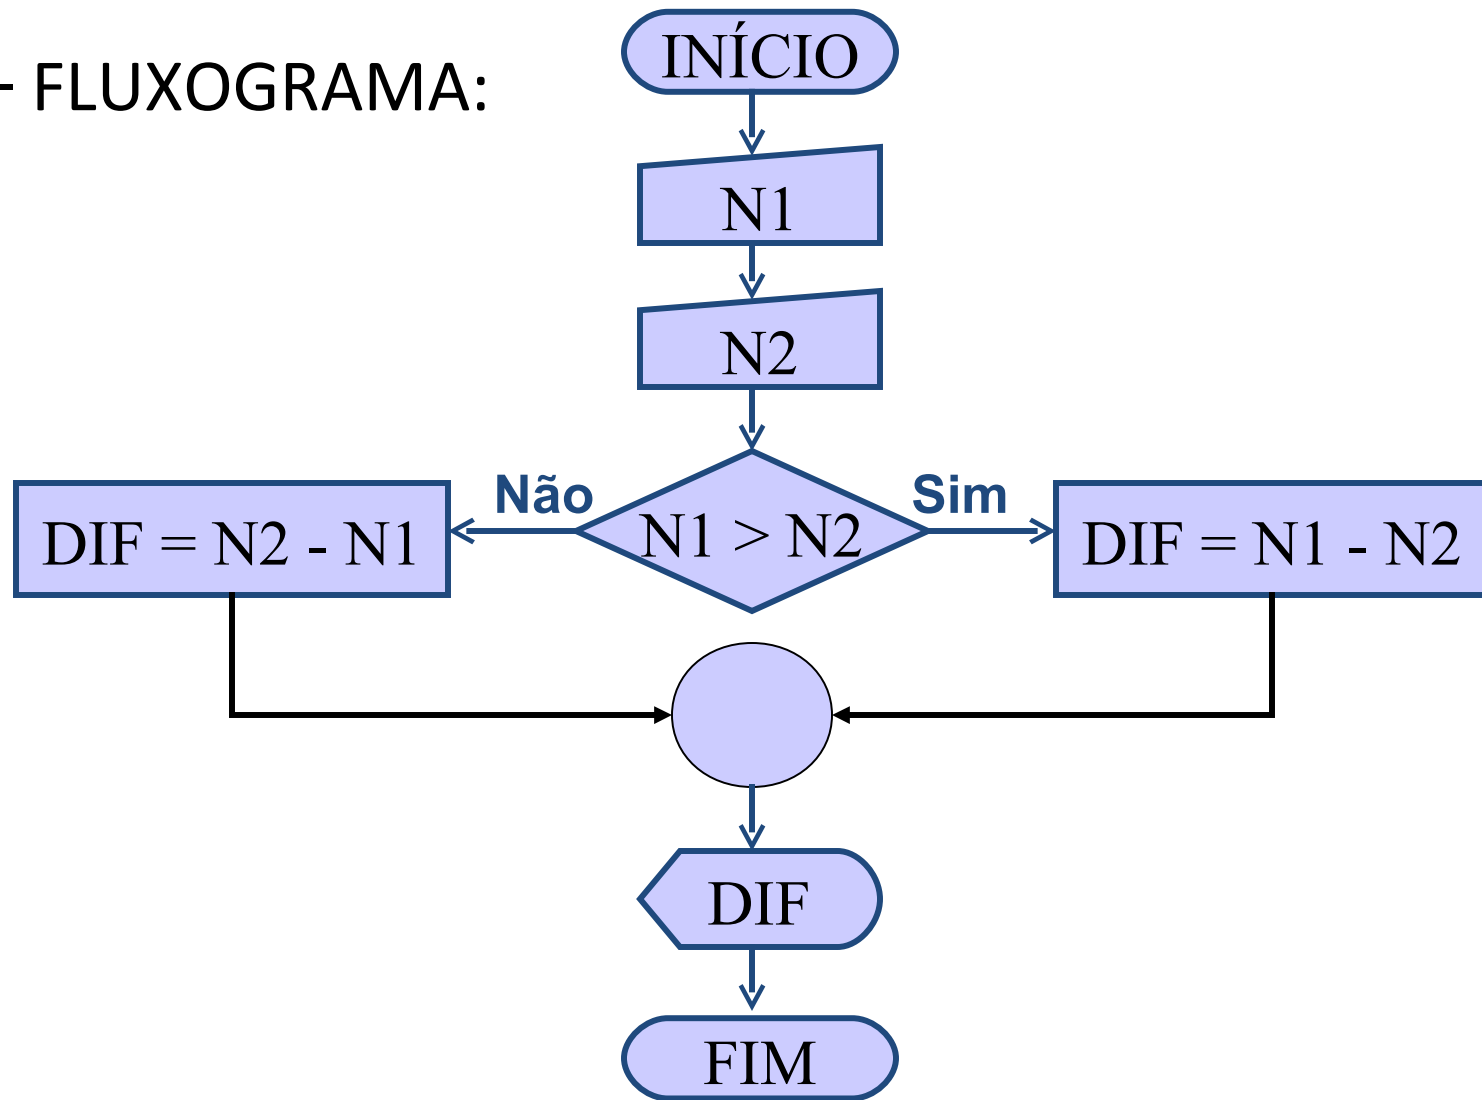 INÍCIO
- FLUXOGRAMA:
N1
N2
Não
Sim
DIF = N2 - N1
N1 > N2
DIF = N1 - N2
DIF
FIM